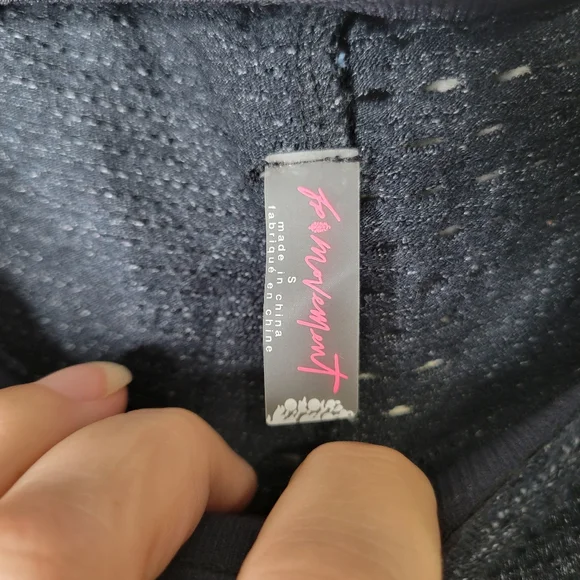 fp movement
S
made in china
fabriqué en chine